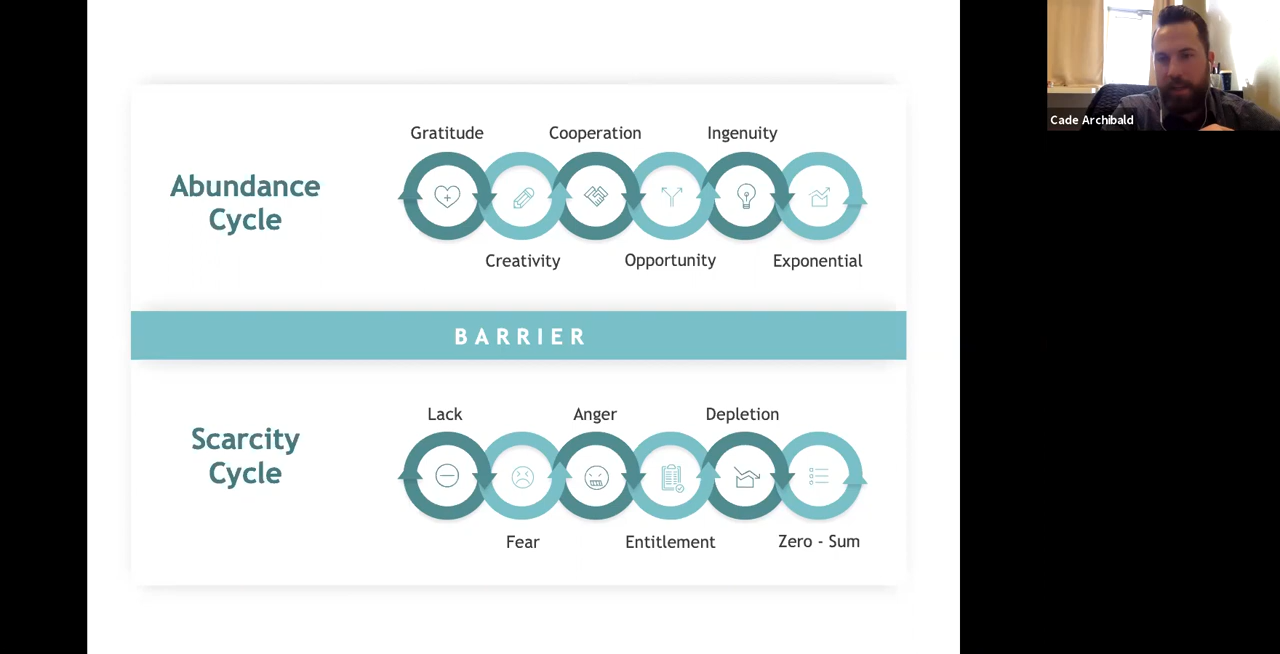 Gratitude
Cooperation
Ingenuity
Abundance
Cycle
Creativity
Opportunity
Exponential
BARRIER
Lack
Anger
Depletion
Scarcity
Cycle
Fear
Entitlement
Zero - Sum
Cade Archibald